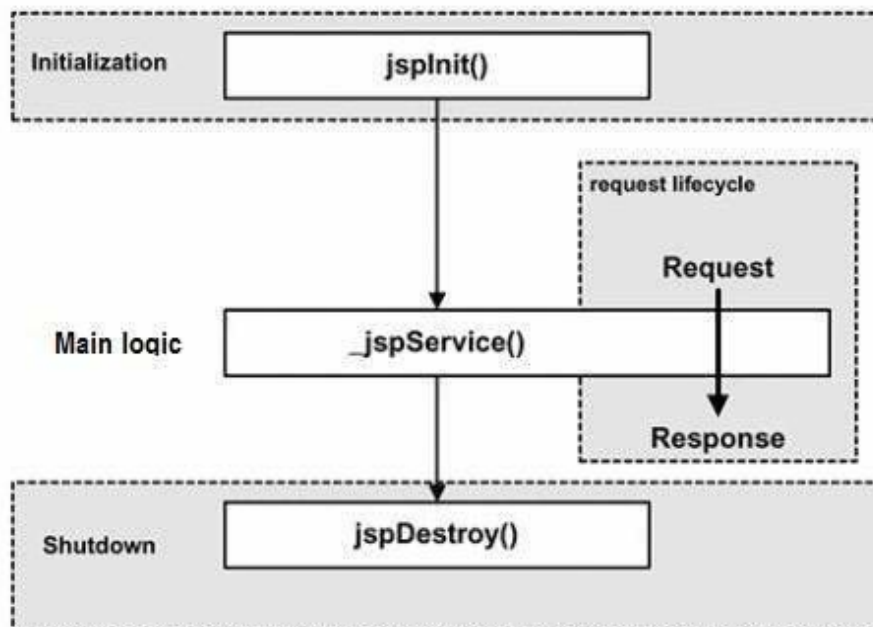 Initialization
jspInit()
request lifecycle
Request
Main logic
_jspService()
Response
Shutdown
jspDestroy()